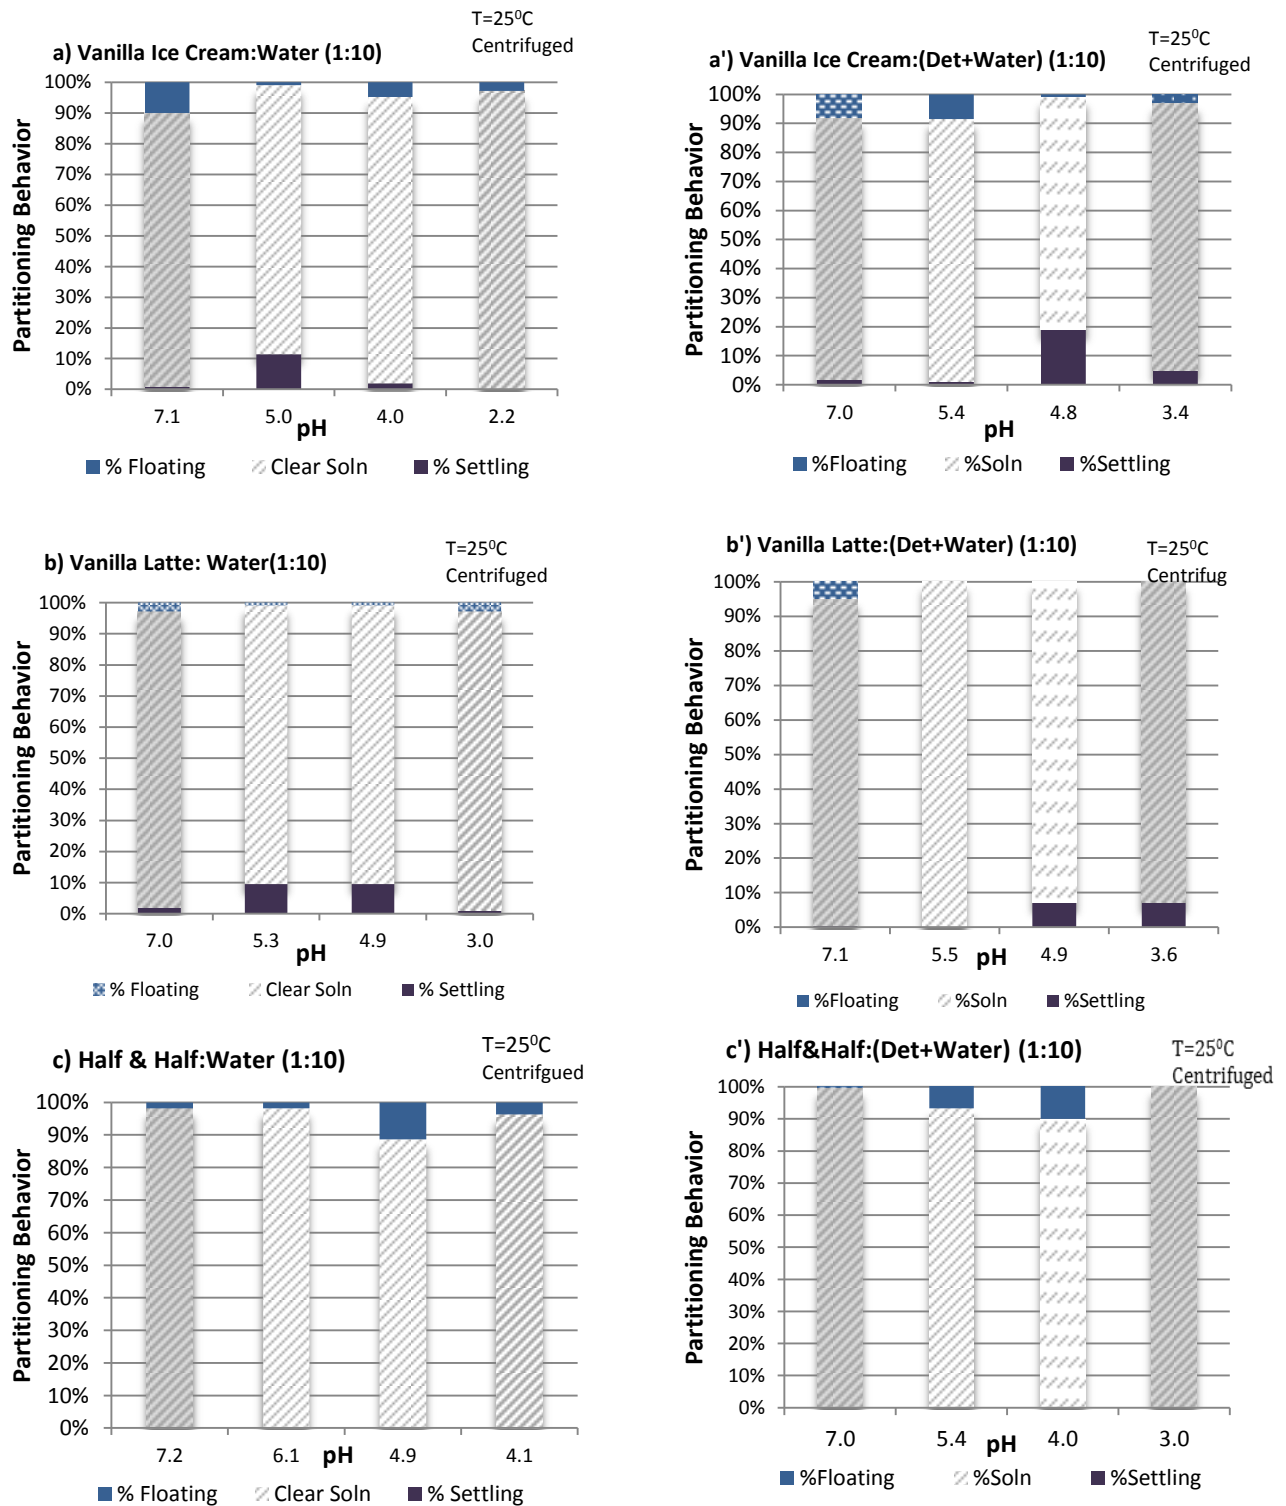 a) Vanilla Ice Cream:Water (1:10)
T=25⁰C
Centrifuged
Partitioning Behavior
100%
90%
80%
70%
60%
50%
40%
30%
20%
10%
0%
7.1 5.0 4.0 2.2
pH
% Floating Clear Soln % Settling
a') Vanilla Ice Cream:(Det+Water) (1:10)
T=25⁰C
Centrifuged
Partitioning Behavior
100%
90%
80%
70%
60%
50%
40%
30%
20%
10%
0%
7.0 5.4 4.8 3.4
pH
%Floating %Soln %Settling
b) Vanilla Latte: Water(1:10)
T=25⁰C
Centrifuged
Partitioning Behavior
100%
90%
80%
70%
60%
50%
40%
30%
20%
10%
0%
7.0 5.3 4.9 3.0
pH
% Floating Clear Soln % Settling
b') Vanilla Latte:(Det+Water) (1:10)
T=25⁰C
Centrifug
Partitioning Behavior
100%
90%
80%
70%
60%
50%
40%
30%
20%
10%
0%
7.1 5.5 pH 4.9 3.6
%Floating %Soln %Settling
c) Half & Half:Water (1:10)
T=25⁰C
Centrifgued
Partitioning Behavior
100%
90%
80%
70%
60%
50%
40%
30%
20%
10%
0%
7.2 6.1 pH 4.9 4.1
% Floating Clear Soln % Settling
c') Half&Half:(Det+Water) (1:10)
T=25⁰C
Centrifuged
Partitioning Behavior
100%
90%
80%
70%
60%
50%
40%
30%
20%
10%
0%
7.0 5.4 pH 4.0 3.0
%Floating %Soln %Settling